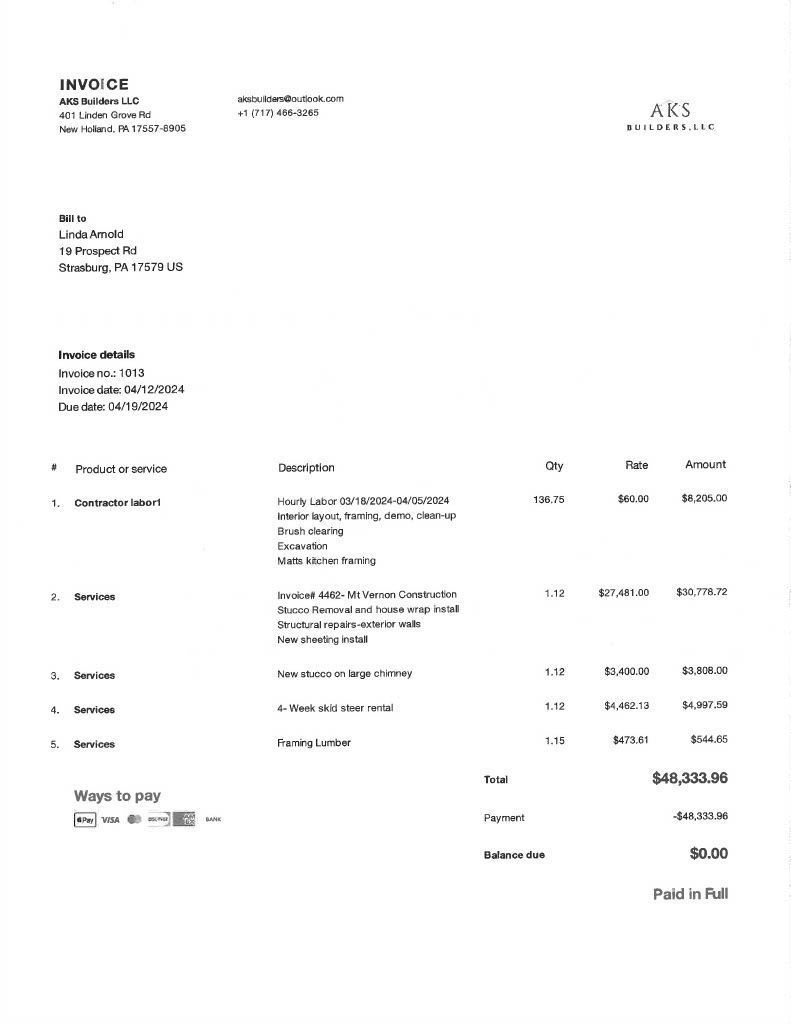 INVOICE
AKS Builders LLC
401 Linden Grove Rd
New Holland, PA 17557-8905
aksbuilders@outlook.com
+1 (717) 466-3265
AKS
BUILDERS, LLC
Bill to
Linda Arnold
19 Prospect Rd
Strasburg, PA 17579 US
Invoice details
Invoice no.: 1013
Invoice date: 04/12/2024
Due date: 04/19/2024
# Product or service Description Qty Rate Amount
1. Contractor labor1 Hourly Labor 03/18/2024-04/05/2024 136.75 $60.00 $8,205.00
Interior layout, framing, demo, clean-up
Brush clearing
Excavation
Matts kitchen framing
2. Services Invoice# 4462- Mt Vernon Construction 1.12 $27,481.00 $30,778.72
Stucco Removal and house wrap install
Structural repairs-exterior walls
New sheeting install
3. Services New stucco on large chimney 1.12 $3,400.00 $3,808.00
4. Services 4- Week skid steer rental 1.12 $4,462.13 $4,997.59
5. Services Framing Lumber 1.15 $473.61 $544.65
Total $48,333.96
Ways to pay
Pay VISA DISCOVER BANK
Payment -$48,333.96
Balance due $0.00
Paid in Full